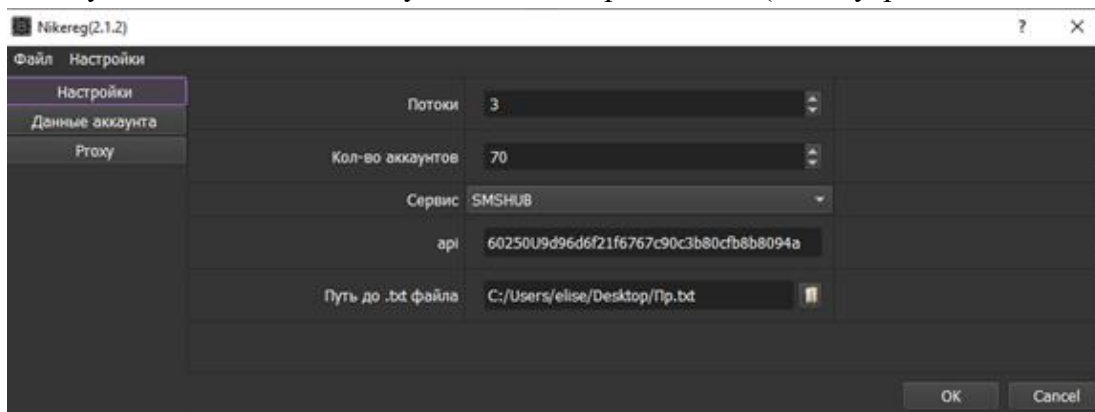 Nikereg(2.1.2)
? ×
Файл Настройки
Настройки
Данные аккаунта
Proxy
Потоки 3
Кол-во аккаунтов 70
Сервис SMSHUB
api 60250U9d96d6f21f6767c90c3b80cfb8b8094a
Путь до .txt файла C:/Users/elise/Desktop/Пр.txt
OK Cancel